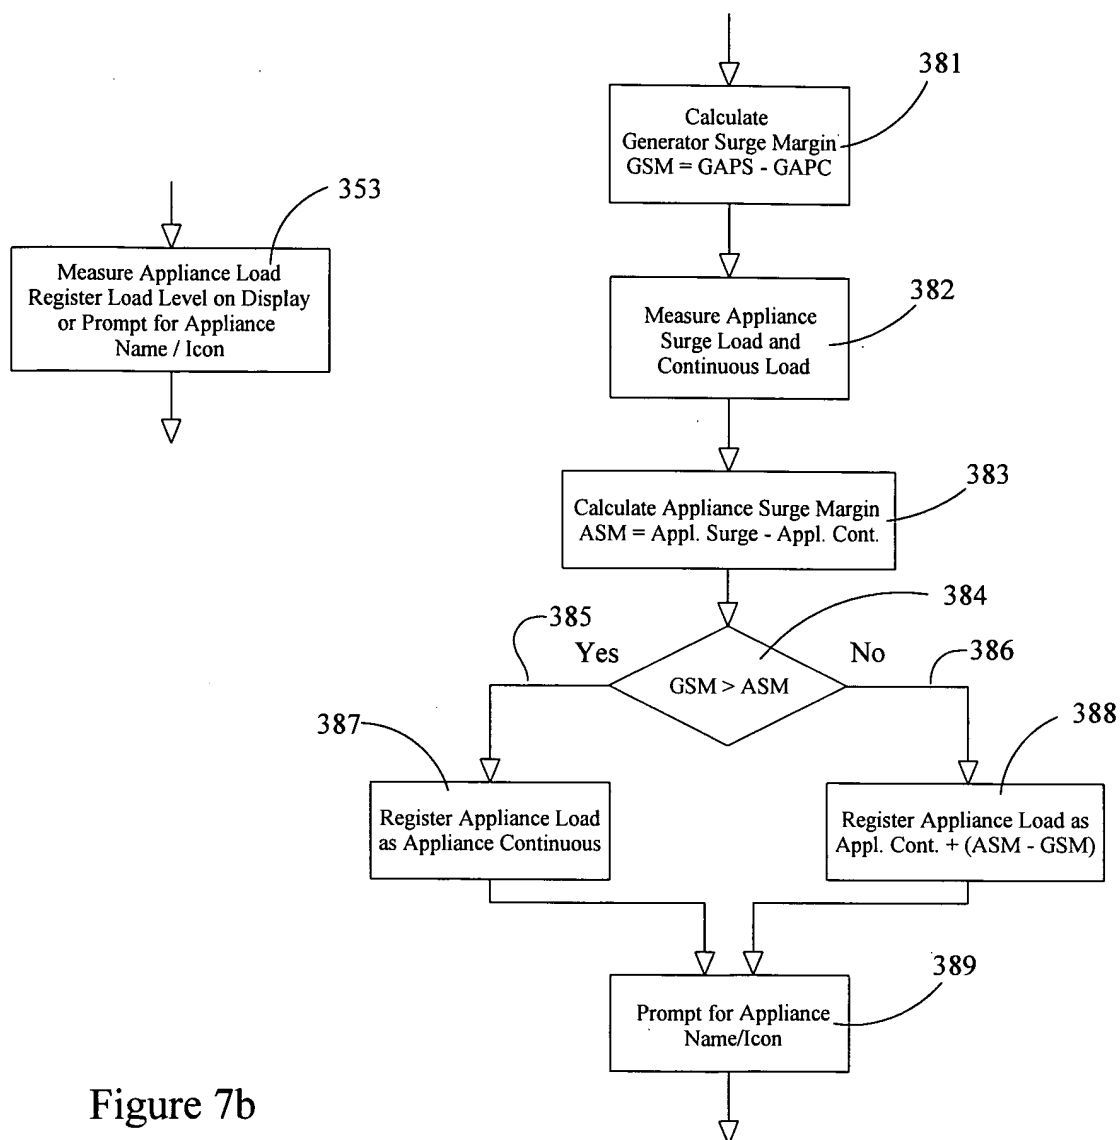 353
Measure Appliance Load
Register Load Level on Display
or Prompt for Appliance
Name / Icon
381
Calculate
Generator Surge Margin
GSM = GAPS - GAPC
382
Measure Appliance
Surge Load and
Continuous Load
383
Calculate Appliance Surge Margin
ASM = Appl. Surge - Appl. Cont.
384
385
Yes
No
386
GSM > ASM
387
388
Register Appliance Load
as Appliance Continuous
Register Appliance Load as
Appl. Cont. + (ASM - GSM)
389
Prompt for Appliance
Name/Icon
Figure 7b